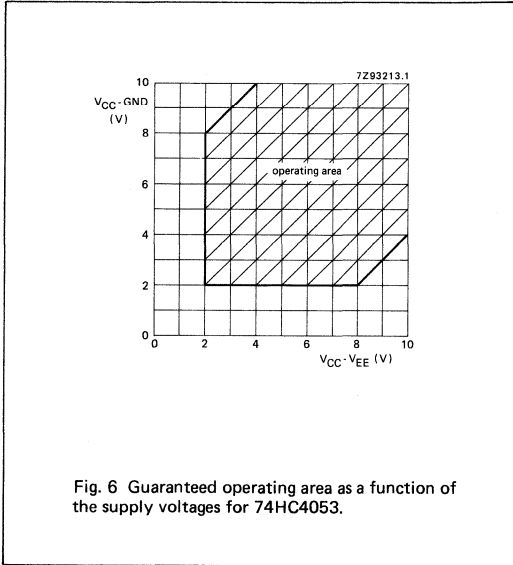 7Z93213.1
10
VCC - GND
(V)
8
operating area
6
4
2
0
0 2 4 6 8 10
VCC - VEE (V)
Fig. 6 Guaranteed operating area as a function of
the supply voltages for 74HC4053.